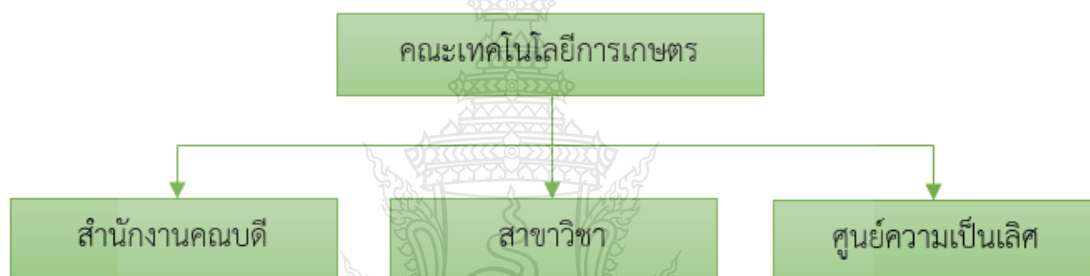 คณะเทคโนโลยีการเกษตร
สำนักงานคณบดี
สาขาวิชา
ศูนย์ความเป็นเลิศ